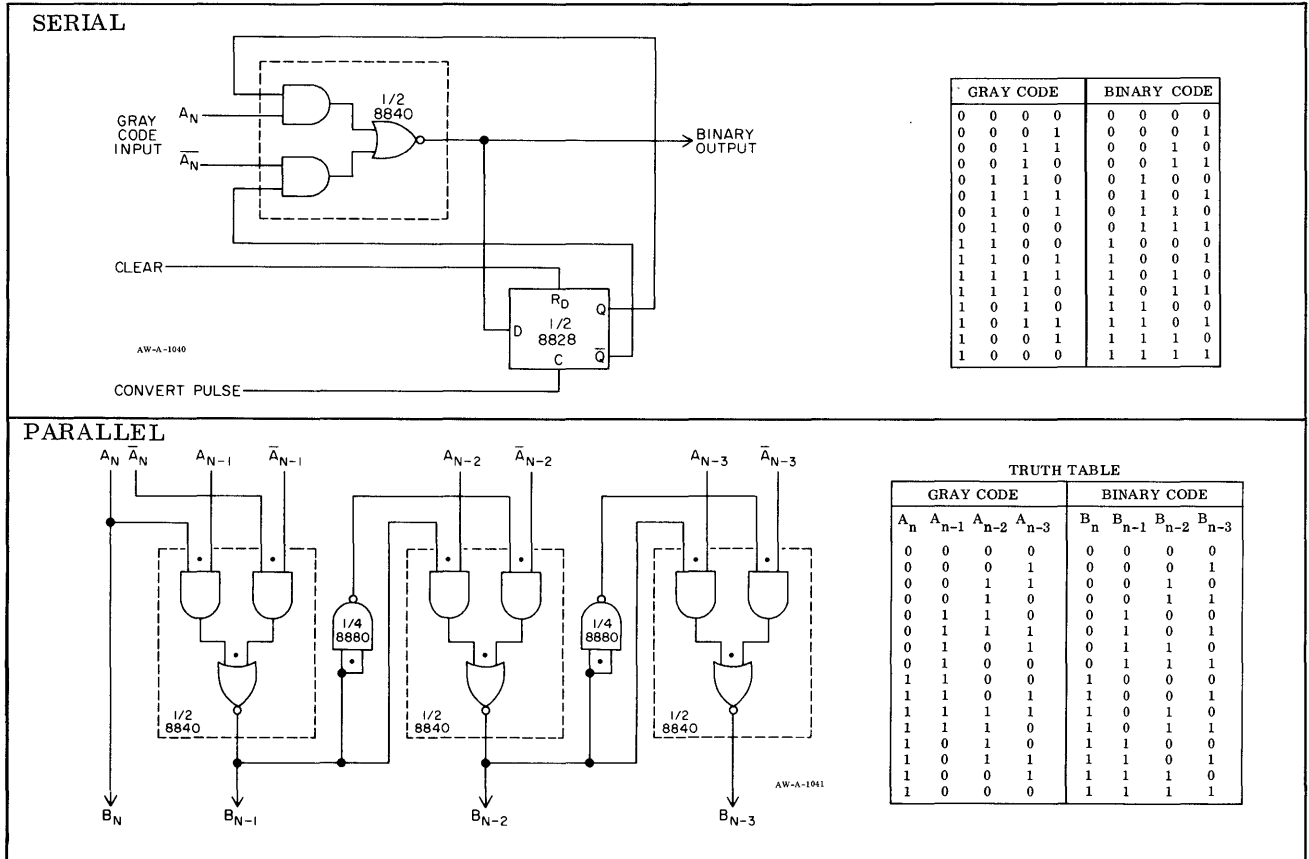 SERIAL
GRAY
CODE
INPUT
A_N
A̅_N̅
1/2
8840
BINARY
OUTPUT
CLEAR
R_D
D
Q
1/2
8828
C
Q̅
AW-A-1040
CONVERT PULSE
GRAY CODE BINARY CODE
0 0 0 0 0 0 0 0
0 0 0 1 0 0 0 1
0 0 1 1 0 0 1 0
0 0 1 0 0 0 1 1
0 1 1 0 0 1 0 0
0 1 1 1 0 1 0 1
0 1 0 1 0 1 1 0
0 1 0 0 0 1 1 1
1 1 0 0 1 0 0 0
1 1 0 1 1 0 0 1
1 1 1 1 1 0 1 0
1 1 1 0 1 0 1 1
1 0 1 0 1 1 0 0
1 0 1 1 1 1 0 1
1 0 0 1 1 1 1 0
1 0 0 0 1 1 1 1
PARALLEL
A_N A̅_N A_N-1 A̅_N-1 A_N-2 A̅_N-2 A_N-3 A̅_N-3
1/4
8880
1/4
8880
1/2
8840
1/2
8840
1/2
8840
AW-A-1041
B_N B_N-1 B_N-2 B_N-3
TRUTH TABLE
GRAY CODE BINARY CODE
A_n A_n-1 A_n-2 A_n-3 B_n B_n-1 B_n-2 B_n-3
0 0 0 0 0 0 0 0
0 0 0 1 0 0 0 1
0 0 1 1 0 0 1 0
0 0 1 0 0 0 1 1
0 1 1 0 0 1 0 0
0 1 1 1 0 1 0 1
0 1 0 1 0 1 1 0
0 1 0 0 0 1 1 1
1 1 0 0 1 0 0 0
1 1 0 1 1 0 0 1
1 1 1 1 1 0 1 0
1 1 1 0 1 0 1 1
1 0 1 0 1 1 0 0
1 0 1 1 1 1 0 1
1 0 0 1 1 1 1 0
1 0 0 0 1 1 1 1